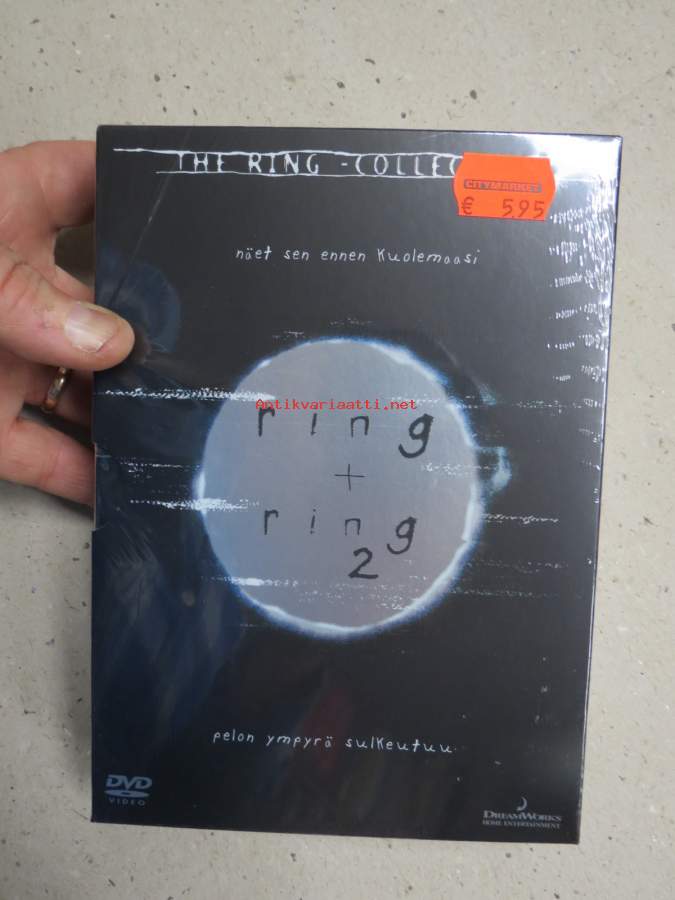 THE RING - COLLEC
CITYMARKET
€ 5.95
näet sen ennen Kuolemaasi
Antikvariaatti.net
ring
+
ring
2
pelon ympyrä sulkeutuu
DVD
VIDEO
DREAMWORKS
HOME ENTERTAINMENT